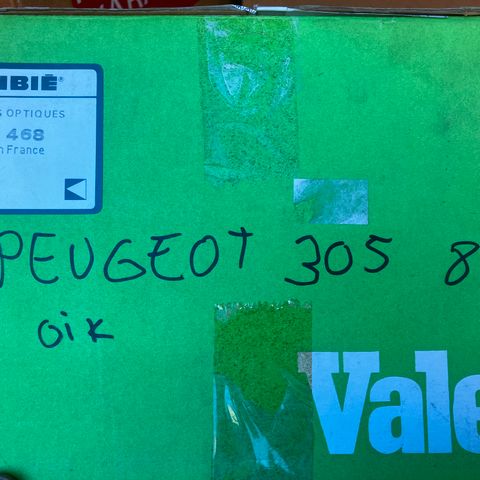 IBIÉ®
S OPTIQUES
468
n France
PEUGEOT 305 8
oik
Vale